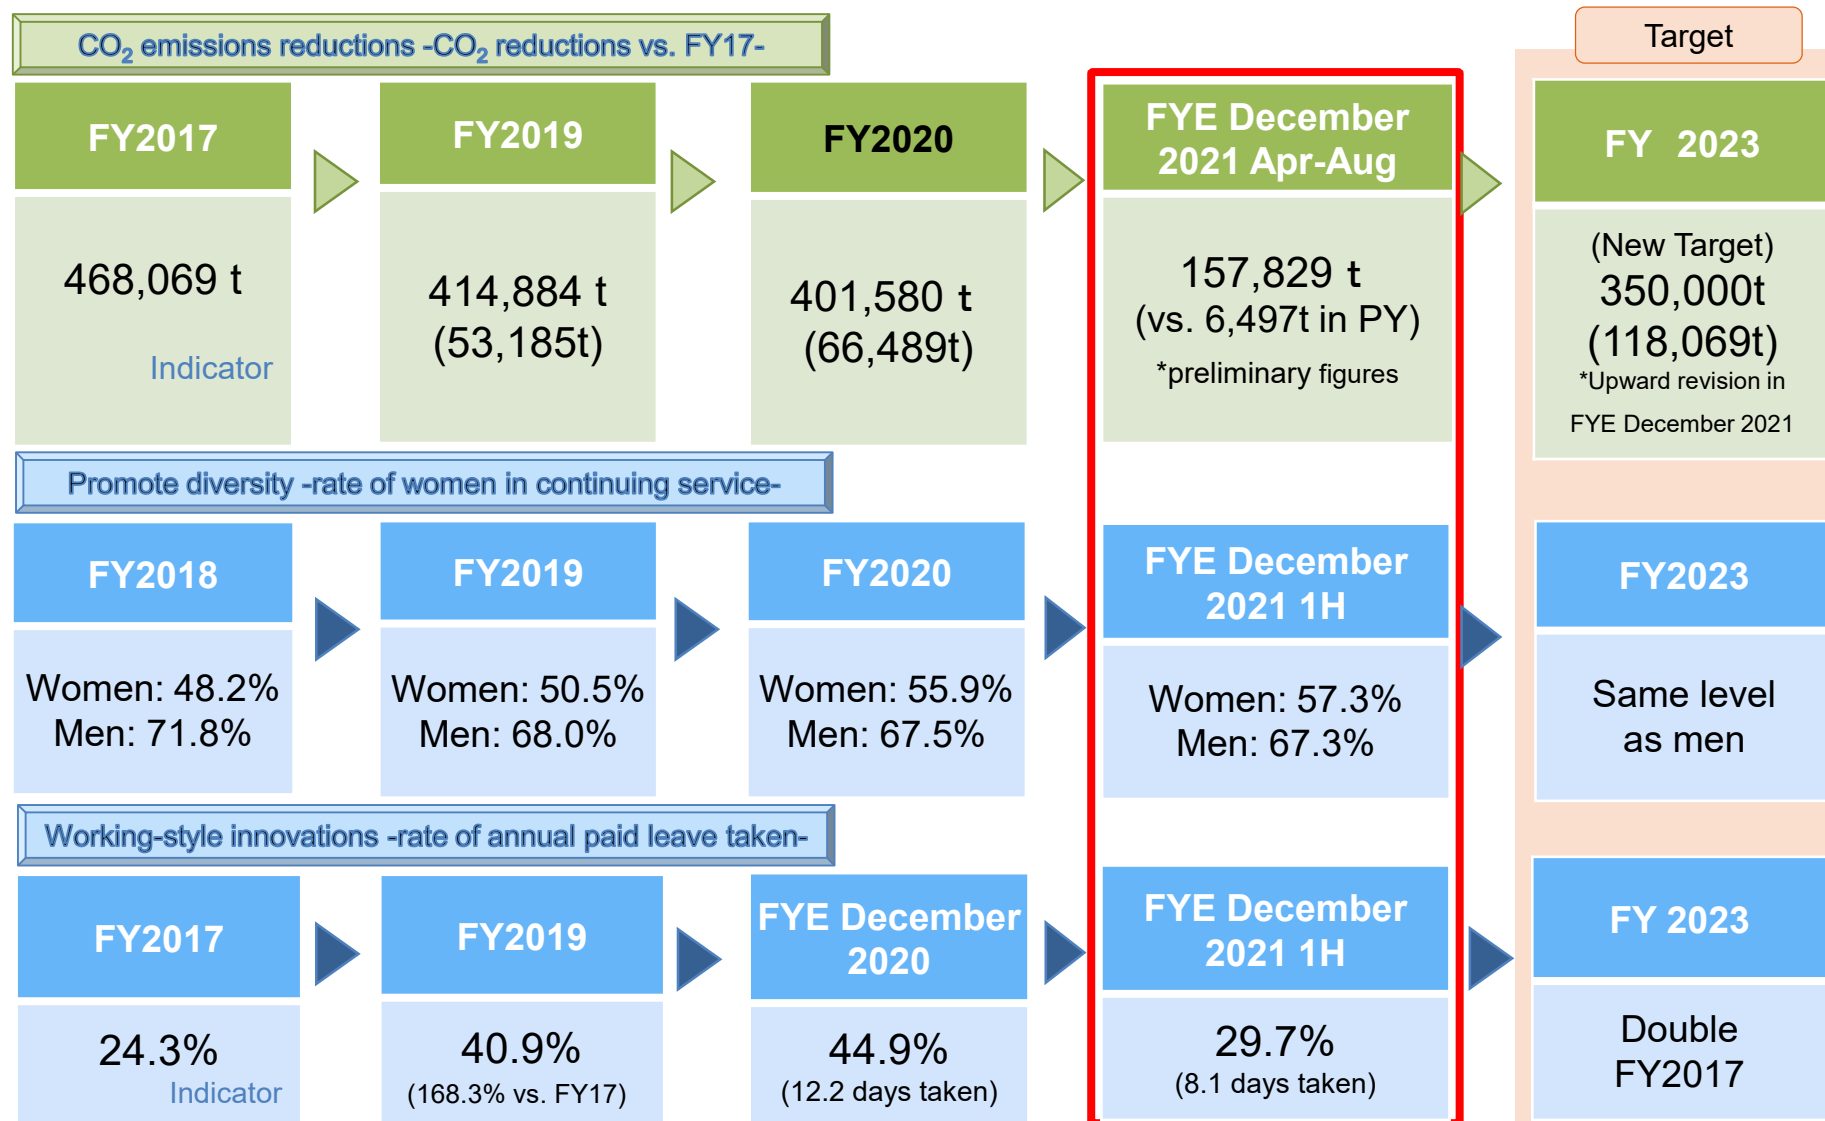 CO₂ emissions reductions -CO₂ reductions vs. FY17-
Target
FY2017
FY2019
FY2020
FYE December
2021 Apr-Aug
FY 2023
468,069 t
Indicator
414,884 t
(53,185t)
401,580 t
(66,489t)
157,829 t
(vs. 6,497t in PY)
*preliminary figures
(New Target)
350,000t
(118,069t)
*Upward revision in
FYE December 2021
Promote diversity -rate of women in continuing service-
FY2018
FY2019
FY2020
FYE December
2021 1H
FY2023
Women: 48.2%
Men: 71.8%
Women: 50.5%
Men: 68.0%
Women: 55.9%
Men: 67.5%
Women: 57.3%
Men: 67.3%
Same level
as men
Working-style innovations -rate of annual paid leave taken-
FY2017
FY2019
FYE December
2020
FYE December
2021 1H
FY 2023
24.3%
Indicator
40.9%
(168.3% vs. FY17)
44.9%
(12.2 days taken)
29.7%
(8.1 days taken)
Double
FY2017